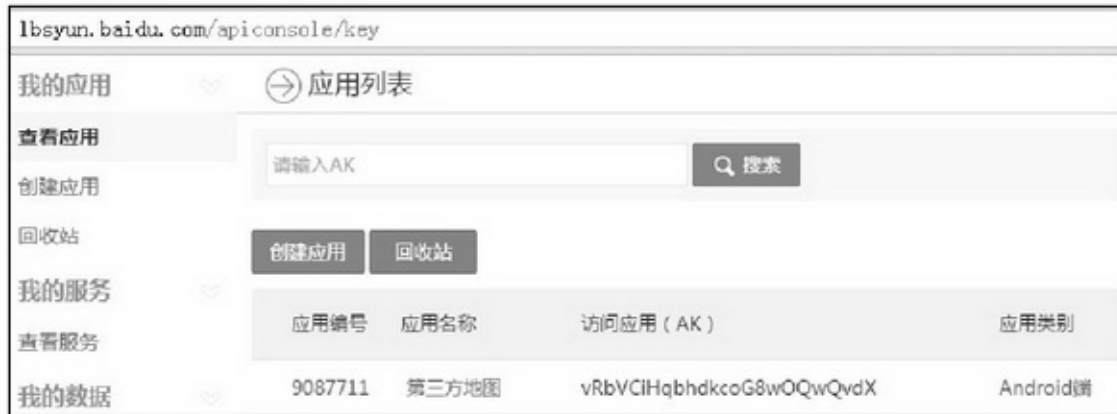 lbsyun.baidu.com/apiconsole/key
我的应用
查看应用
创建应用
回收站
我的服务
查看服务
我的数据
应用列表
请输入AK
搜索
创建应用 回收站
应用编号 应用名称 访问应用（AK） 应用类别
9087711 第三方地图 vRbVCiHqbhdkcoG8wOQwQvdX Android端